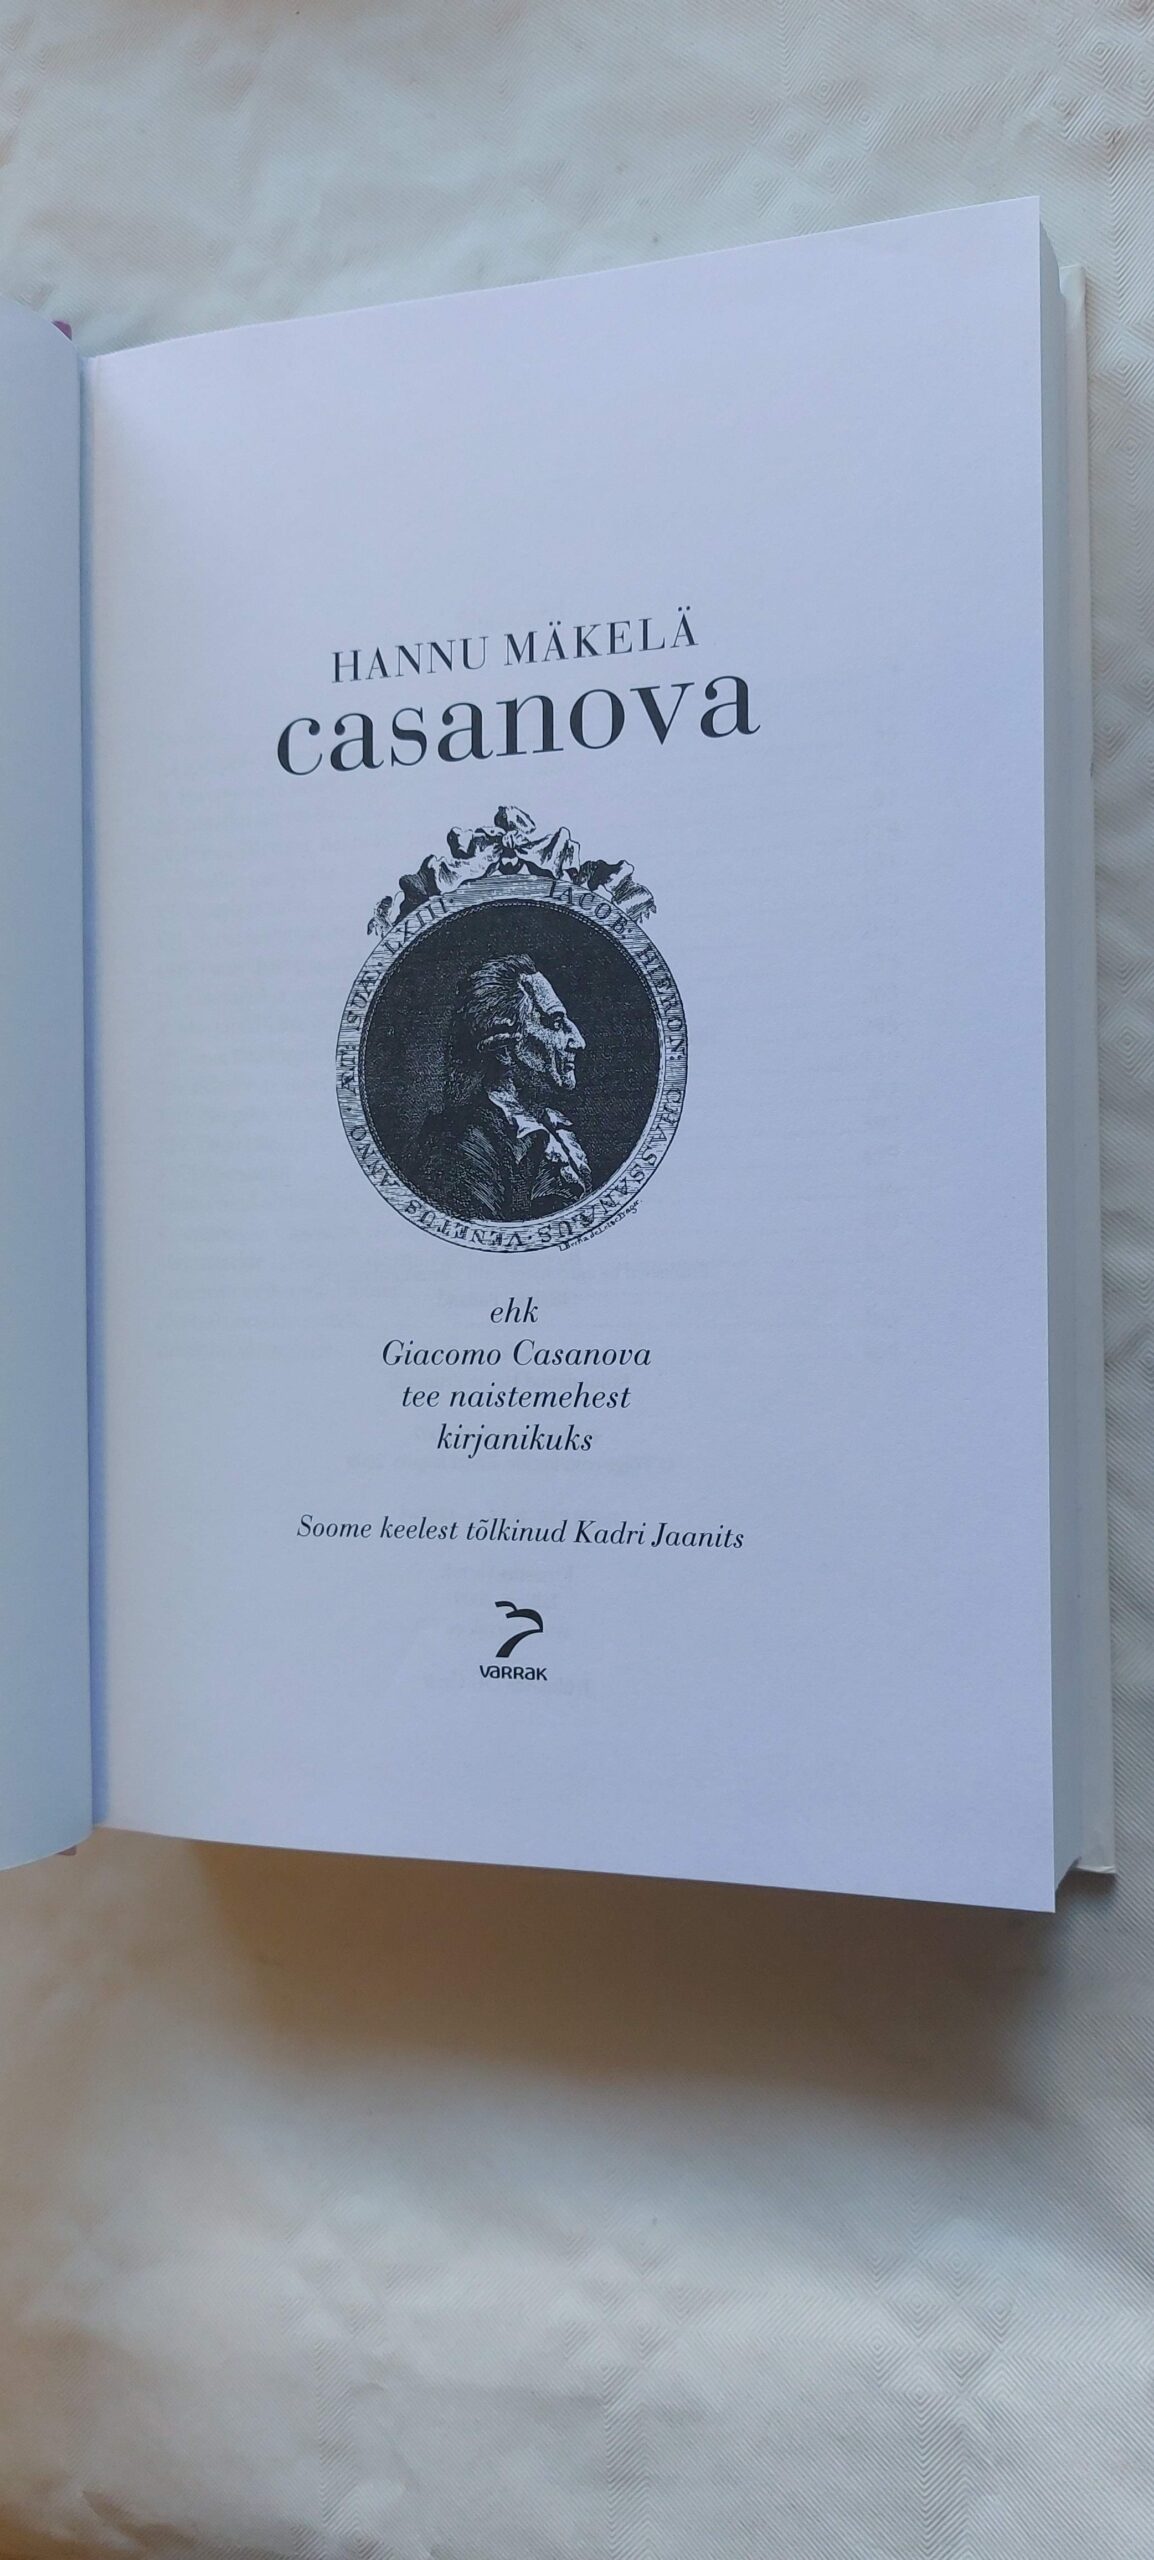 HANNU MÄKELÄ
casanova
IACOB: HIERON: CHASSANÆUS VENETUS ANNO ÆT: SUÆ. LXIII.
ehk
Giacomo Casanova
tee naistemehest
kirjanikuks
Soome keelest tõlkinud Kadri Jaanits
VARRAK